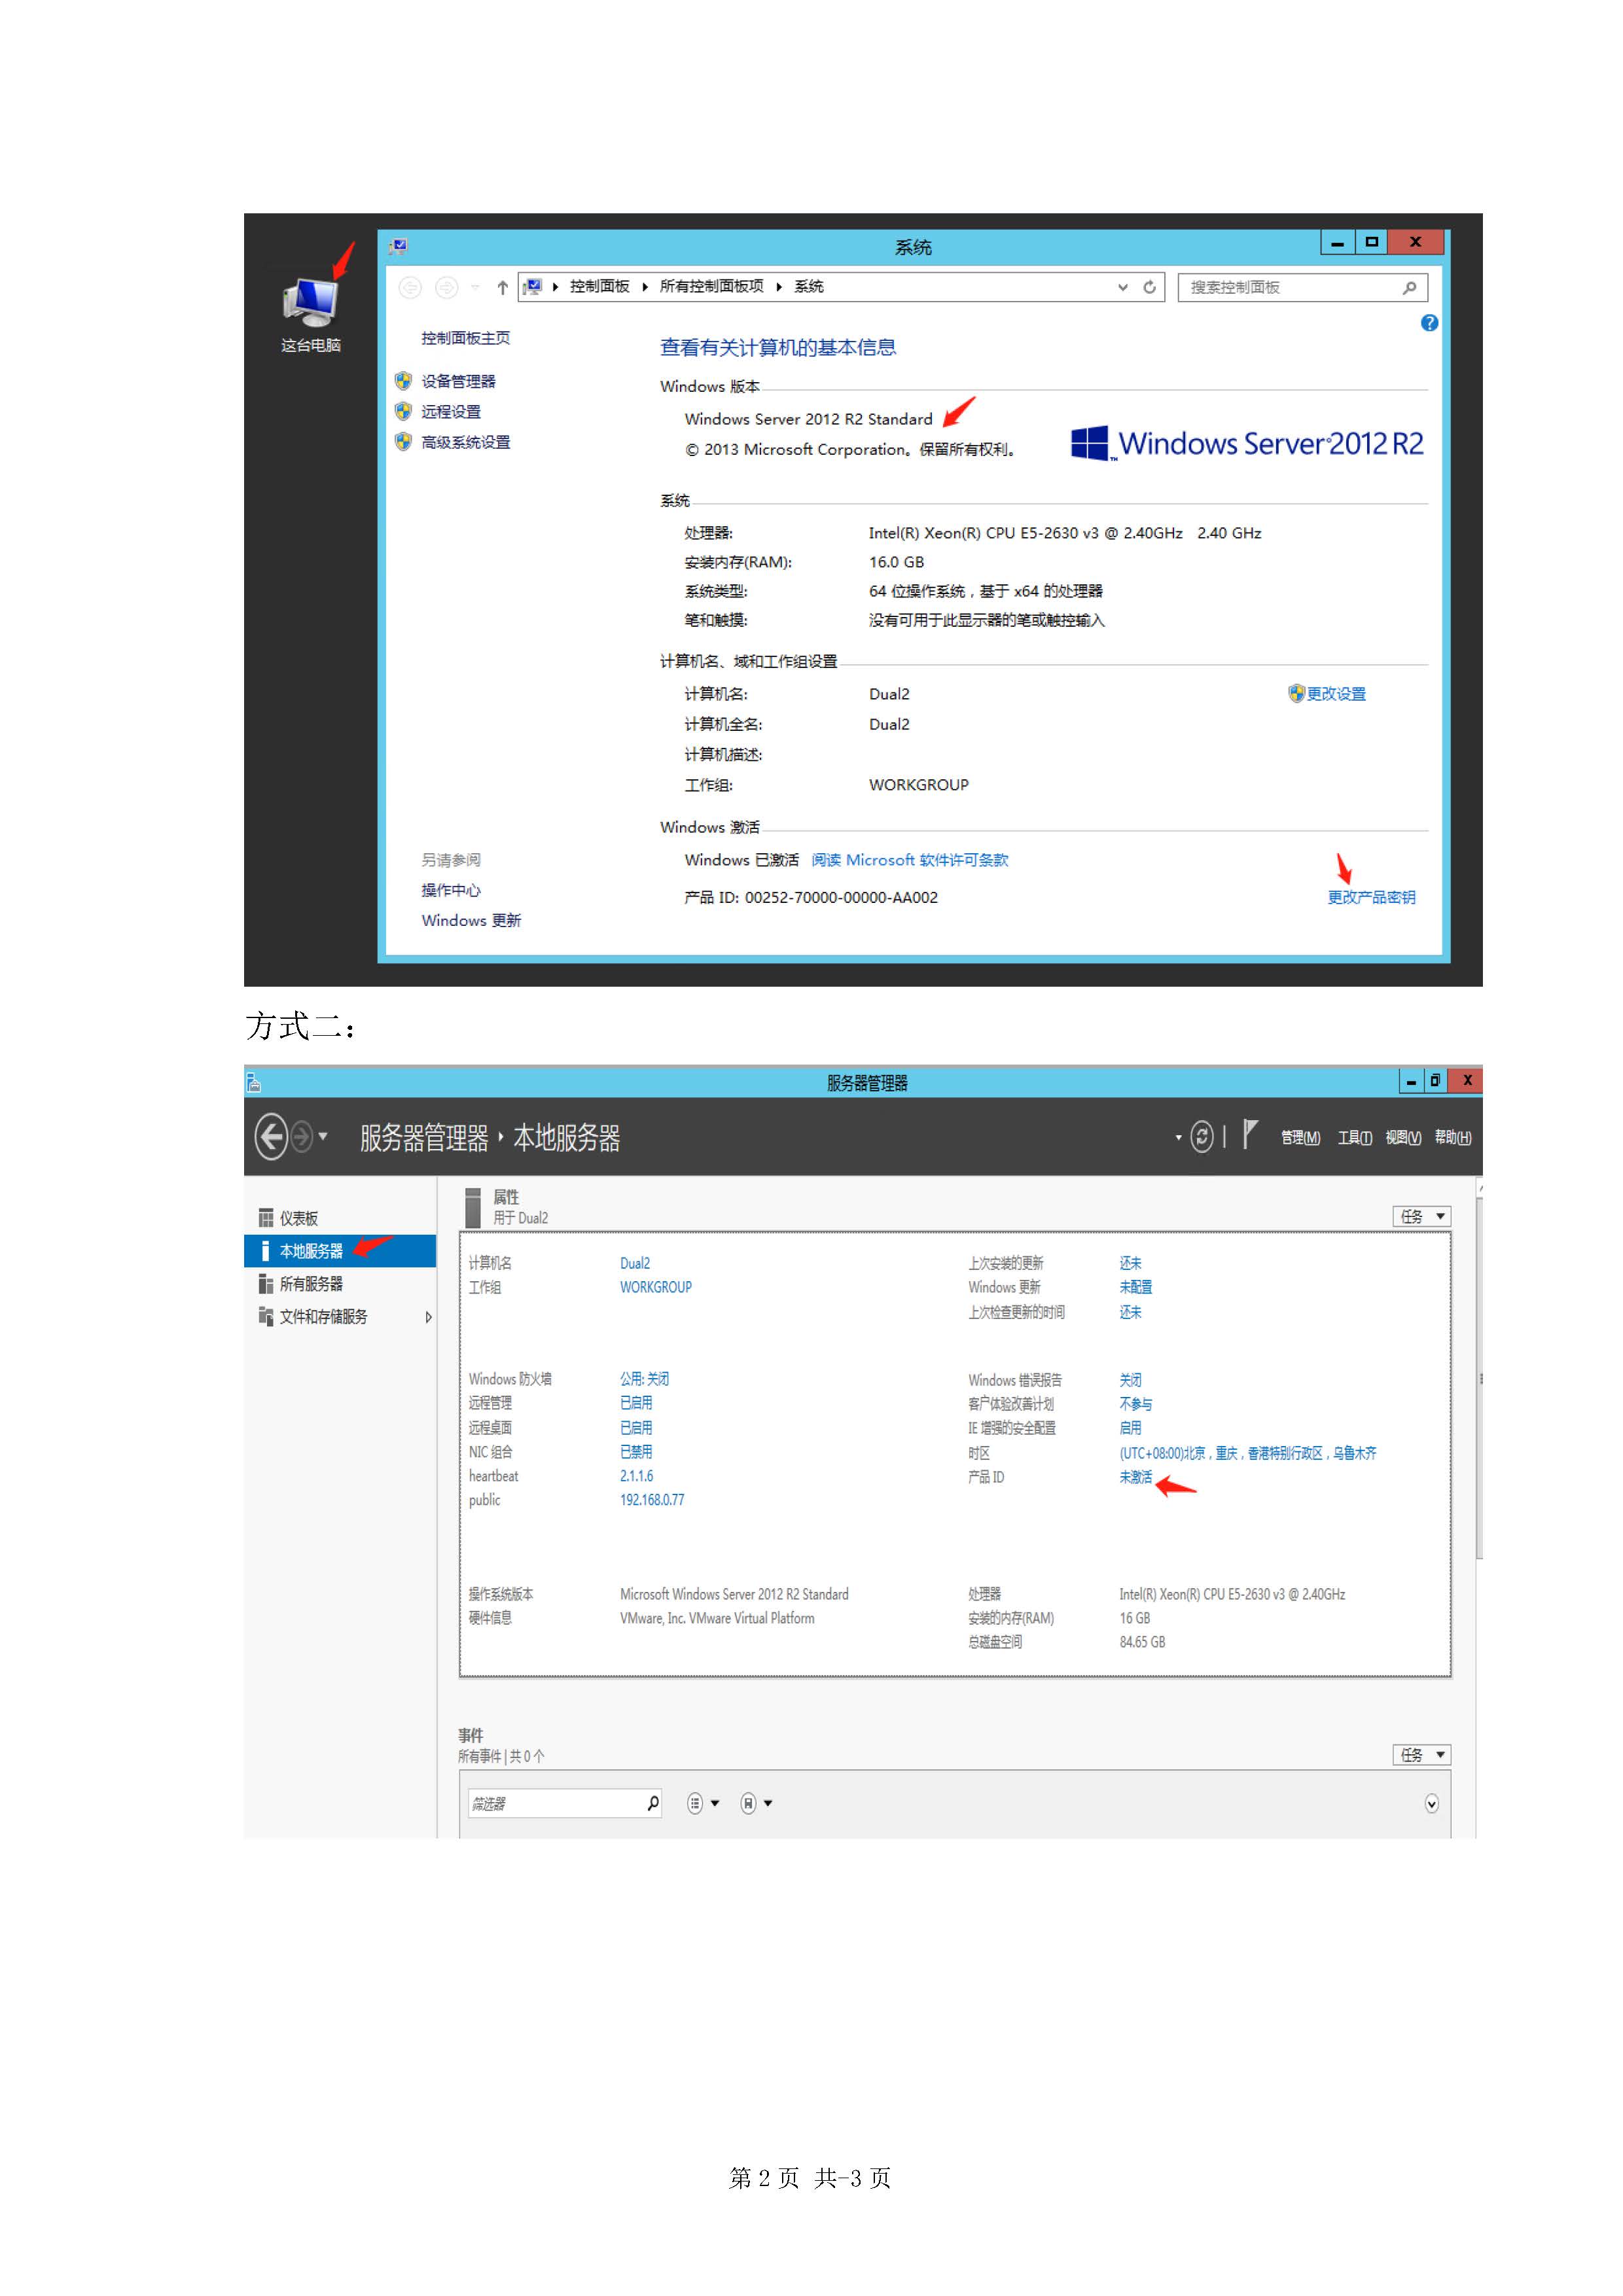 系统
控制面板 所有控制面板项 系统
搜索控制面板
这台电脑
控制面板主页
设备管理器
远程设置
高级系统设置
查看有关计算机的基本信息
Windows 版本
Windows Server 2012 R2 Standard
© 2013 Microsoft Corporation。保留所有权利。
Windows Server 2012 R2
系统
处理器: Intel(R) Xeon(R) CPU E5-2630 v3 @ 2.40GHz 2.40 GHz
安装内存(RAM): 16.0 GB
系统类型: 64 位操作系统，基于 x64 的处理器
笔和触摸: 没有可用于此显示器的笔或触控输入
计算机名、域和工作组设置
计算机名: Dual2 更改设置
计算机全名: Dual2
计算机描述:
工作组: WORKGROUP
Windows 激活
Windows 已激活 阅读 Microsoft 软件许可条款
产品 ID: 00252-70000-00000-AA002 更改产品密钥
另请参阅
操作中心
Windows 更新
方式二：
服务器管理器
服务器管理器 · 本地服务器
管理(M) 工具(T) 视图(V) 帮助(H)
仪表板
本地服务器
所有服务器
文件和存储服务
属性
用于 Dual2
任务
计算机名 Dual2 上次安装的更新 还未
工作组 WORKGROUP Windows 更新 未配置
上次检查更新的时间 还未
Windows 防火墙 公用: 关闭 Windows 错误报告 关闭
远程管理 已启用 客户体验改善计划 不参与
远程桌面 已启用 IE 增强的安全配置 启用
NIC 组合 已禁用 时区 (UTC+08:00)北京，重庆，香港特别行政区，乌鲁木齐
heartbeat 2.1.1.6 产品 ID 未激活
public 192.168.0.77
操作系统版本 Microsoft Windows Server 2012 R2 Standard 处理器 Intel(R) Xeon(R) CPU E5-2630 v3 @ 2.40GHz
硬件信息 VMware, Inc. VMware Virtual Platform 安装的内存(RAM) 16 GB
总磁盘空间 84.65 GB
事件
所有事件 | 共 0 个
任务
筛选器
第 2 页 共-3 页